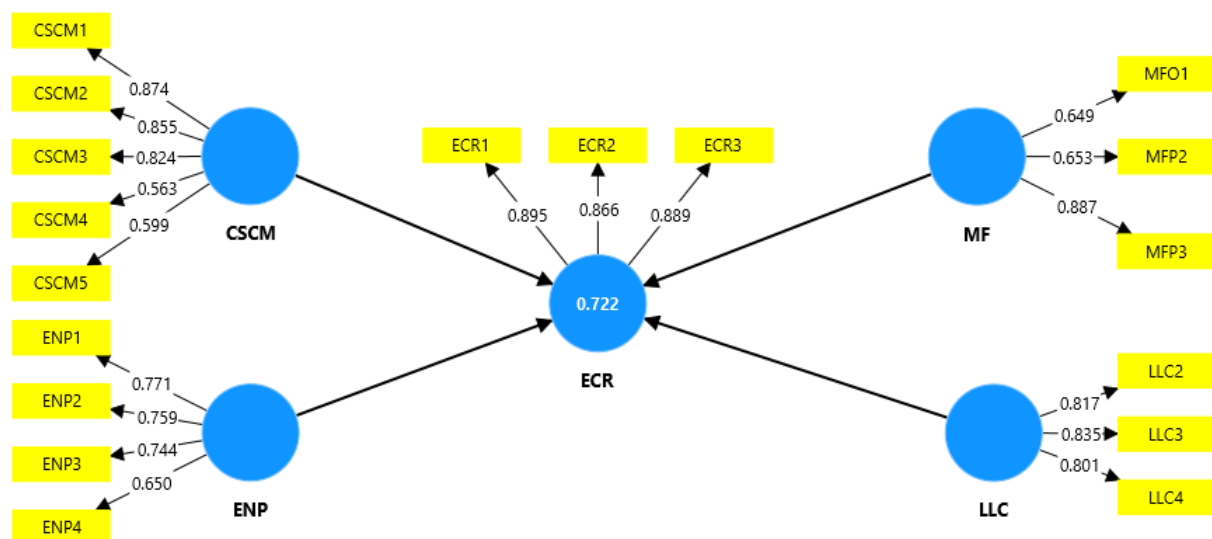 CSCM1
CSCM2
CSCM3
CSCM4
CSCM5
0.874
0.855
0.824
0.563
0.599
CSCM
ENP1
ENP2
ENP3
ENP4
0.771
0.759
0.744
0.650
ENP
ECR1
ECR2
ECR3
0.895
0.866
0.889
0.722
ECR
MFO1
MFP2
MFP3
0.649
0.653
0.887
MF
LLC2
LLC3
LLC4
0.817
0.835
0.801
LLC